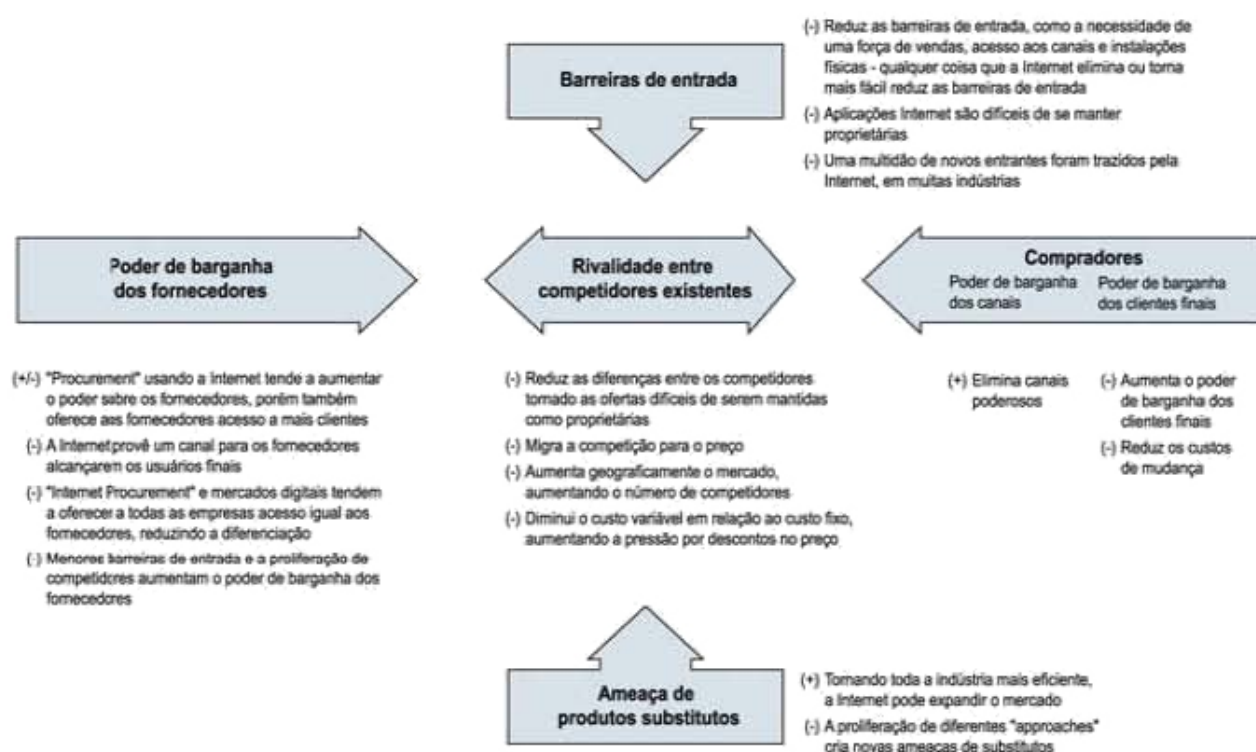 Barreiras de entrada
(-) Reduz as barreiras de entrada, como a necessidade de
uma força de vendas, acesso aos canais e instalações
físicas - qualquer coisa que a Internet elimina ou torna
mais fácil reduz as barreiras de entrada
(-) Aplicações Internet são difíceis de se manter
proprietárias
(-) Uma multidão de novos entrantes foram trazidos pela
Internet, em muitas indústrias
Poder de barganha
dos fornecedores
(+/-) "Procurement" usando a Internet tende a aumentar
o poder sobre os fornecedores, porém também
oferece aos fornecedores acesso a mais clientes
(-) A Internet provê um canal para os fornecedores
alcançarem os usuários finais
(-) "Internet Procurement" e mercados digitais tendem
a oferecer a todas as empresas acesso igual aos
fornecedores, reduzindo a diferenciação
(-) Menores barreiras de entrada e a proliferação de
competidores aumentam o poder de barganha dos
fornecedores
Rivalidade entre
competidores existentes
(-) Reduz as diferenças entre os competidores
tornado as ofertas difíceis de serem mantidas
como proprietárias
(-) Migra a competição para o preço
(-) Aumenta geograficamente o mercado,
aumentando o número de competidores
(-) Diminui o custo variável em relação ao custo fixo,
aumentando a pressão por descontos no preço
Compradores
Poder de barganha
dos canais
Poder de barganha
dos clientes finais
(+) Elimina canais
poderosos
(-) Aumenta o poder
de barganha dos
clientes finais
(-) Reduz os custos
de mudança
Ameaça de
produtos substitutos
(+) Tornando toda a indústria mais eficiente,
a Internet pode expandir o mercado
(-) A proliferação de diferentes "approaches"
cria novas ameaças de substitutos